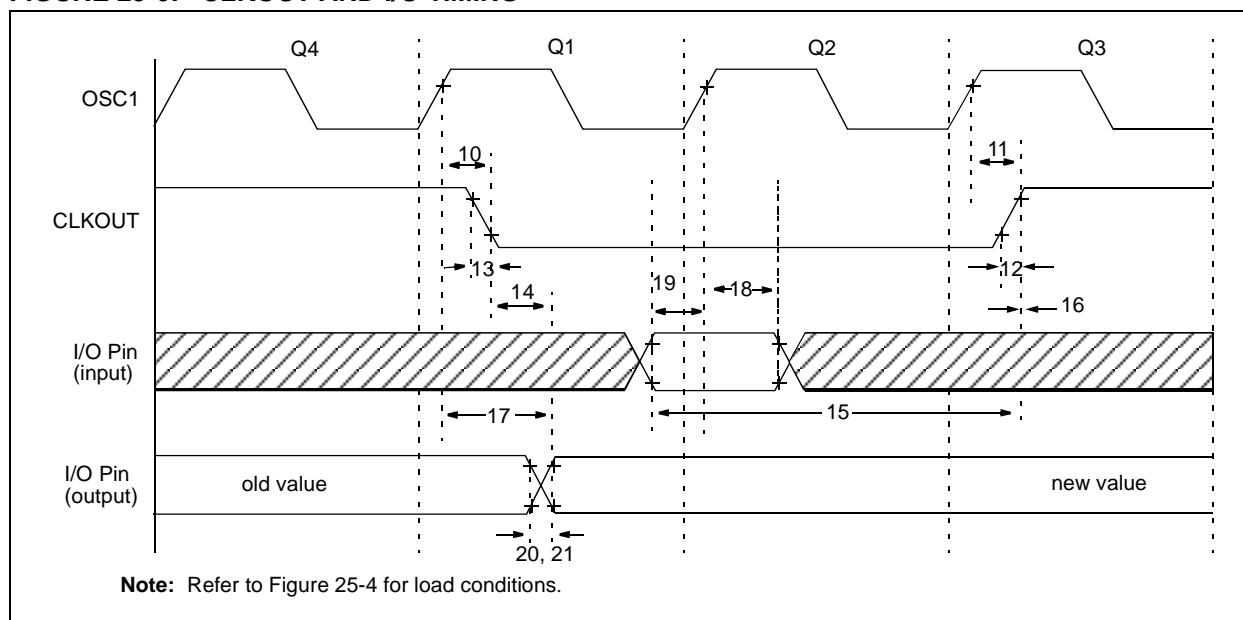 Q4 Q1 Q2 Q3
OSC1
10 11
CLKOUT
13 12
14 19 18 16
I/O Pin
(input)
17 15
I/O Pin
(output)
old value new value
20, 21
Note: Refer to Figure 25-4 for load conditions.